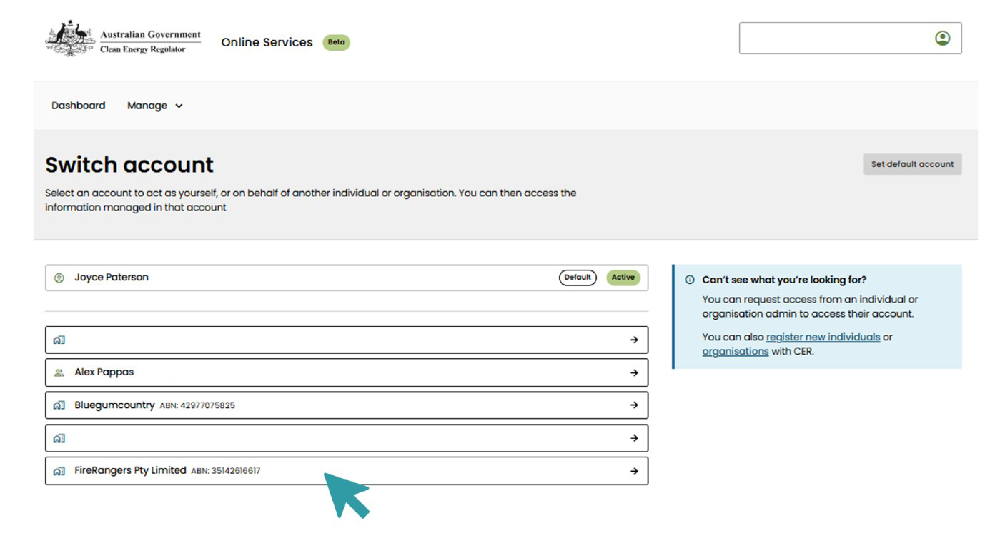 Australian Government
Clean Energy Regulator
Online Services Beta
Dashboard Manage
Switch account
Set default account
Select an account to act as yourself, or on behalf of another individual or organisation. You can then access the
information managed in that account
Joyce Paterson Default Active
Alex Pappas
Bluegumcountry ABN: 42977075825
FireRangers Pty Limited ABN: 35142616617
Can't see what you're looking for?
You can request access from an individual or
organisation admin to access their account.
You can also register new individuals or
organisations with CER.